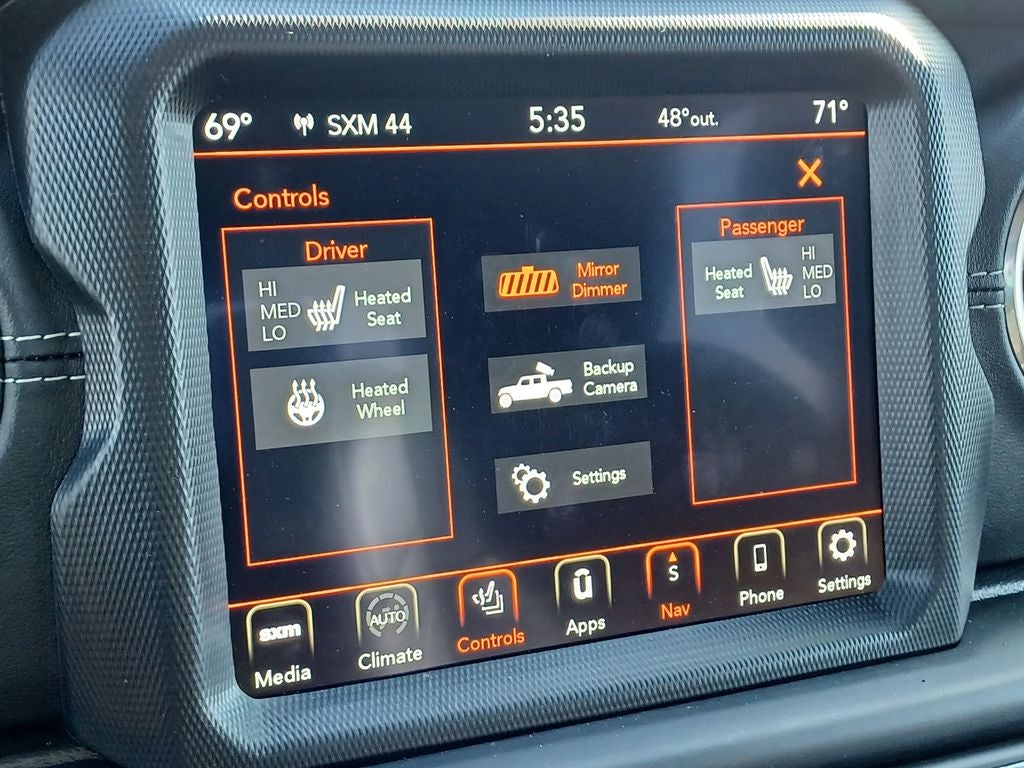 69° SXM 44 5:35 48°out. 71°
Controls
X
Driver
HI
MED
LO
Heated
Seat
Heated
Wheel
Mirror
Dimmer
Backup
Camera
Settings
Passenger
Heated
Seat
HI
MED
LO
sxm
Media
AUTO
Climate
Controls
ū
Apps
S
Nav
Phone
Settings